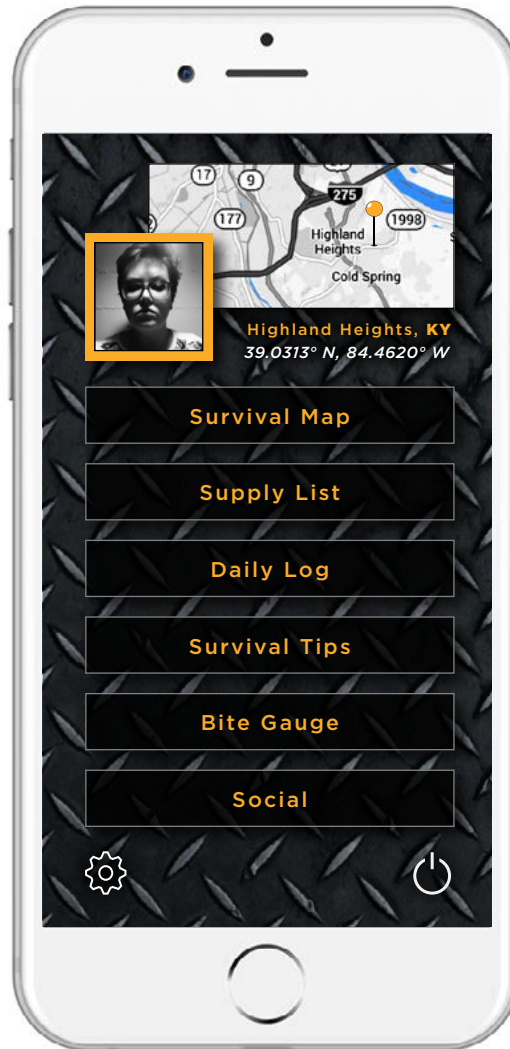 17
9
275
177
1998
Highland
Heights
Cold Spring
Highland Heights, KY
39.0313° N, 84.4620° W
Survival Map
Supply List
Daily Log
Survival Tips
Bite Gauge
Social